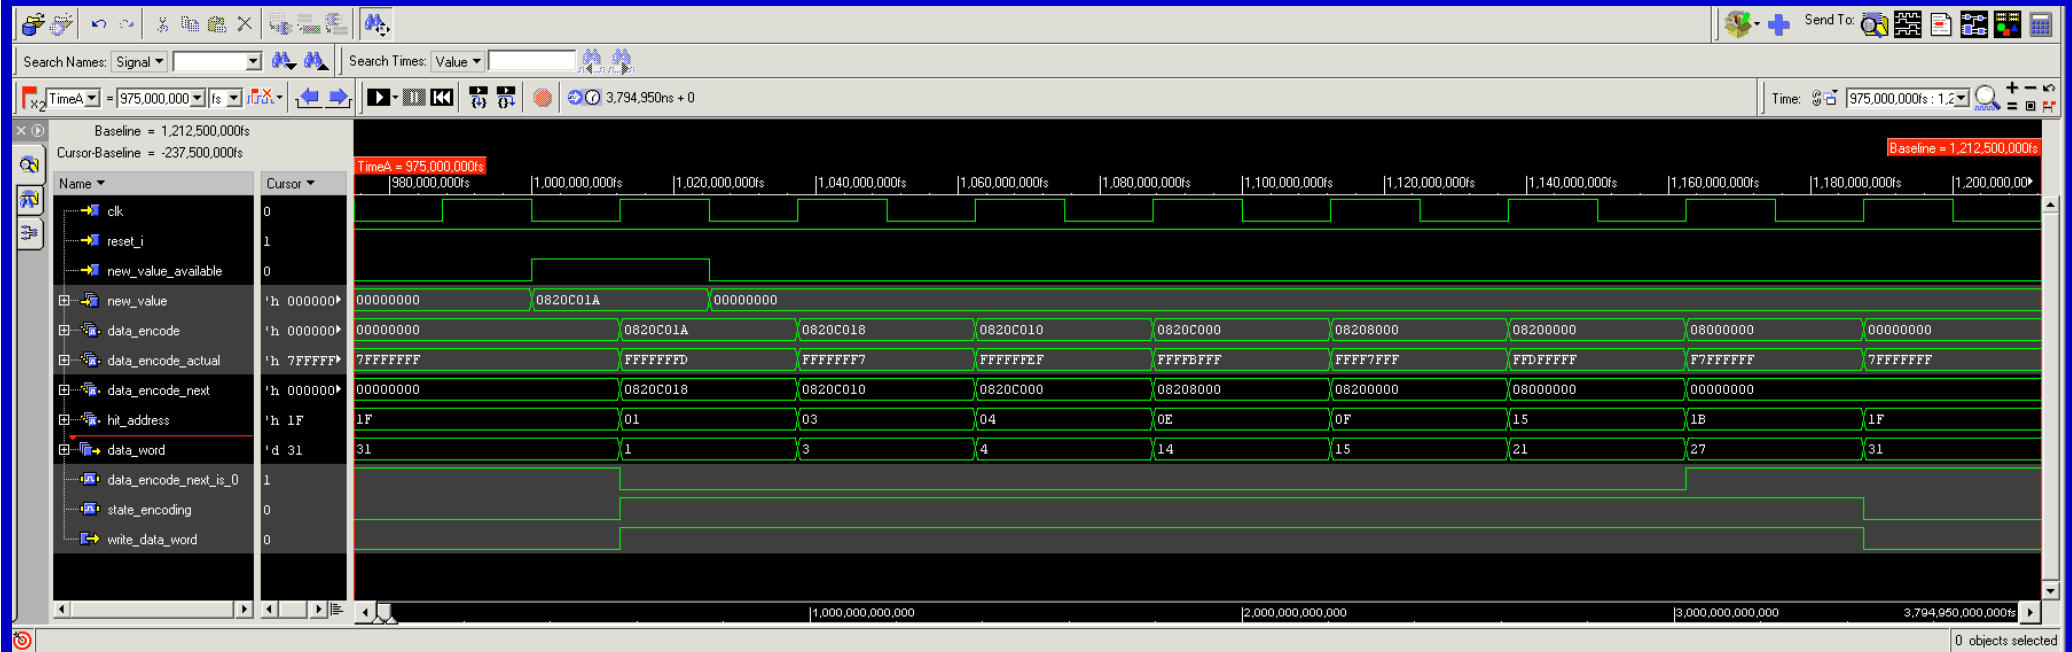 Send To:
Search Names: Signal Search Times: Value
X2 TimeA = 975,000,000 fs 3,794,950ns + 0 Time: 975,000,000fs : 1,2
Baseline = 1,212,500,000fs
Cursor-Baseline = -237,500,000fs
Baseline = 1,212,500,000fs
TimeA = 975,000,000fs
Name Cursor 980,000,000fs 1,000,000,000fs 1,020,000,000fs 1,040,000,000fs 1,060,000,000fs 1,080,000,000fs 1,100,000,000fs 1,120,000,000fs 1,140,000,000fs 1,160,000,000fs 1,180,000,000fs 1,200,000,00
clk 0
reset_i 1
new_value_available 0
new_value 'h 000000 00000000 0820C01A 00000000
data_encode 'h 000000 00000000 0820C01A 0820C018 0820C010 0820C000 08208000 08200000 08000000 00000000
data_encode_actual 'h 7FFFFF 7FFFFFFF FFFFFFFD FFFFFFF7 FFFFFFEF FFFFBFFF FFFF7FFF FFDFFFFF F7FFFFFF 7FFFFFFF
data_encode_next 'h 000000 00000000 0820C018 0820C010 0820C000 08208000 08200000 08000000 00000000
hit_address 'h 1F 1F 01 03 04 0E 0F 15 1B 1F
data_word 'd 31 31 1 3 4 14 15 21 27 31
data_encode_next_is_0 1
state_encoding 0
write_data_word 0
1,000,000,000,000 2,000,000,000,000 3,000,000,000,000 3,794,950,000,000fs
0 objects selected